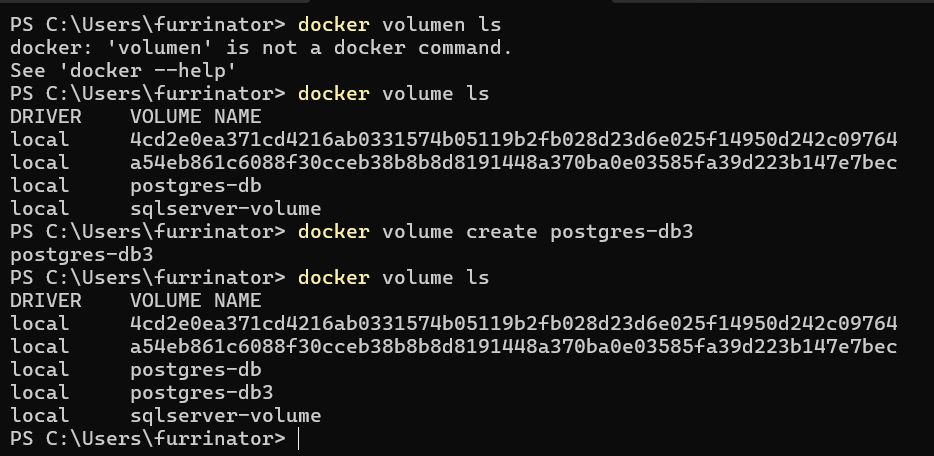 PS C:\Users\furrinator> docker volumen ls
docker: 'volumen' is not a docker command.
See 'docker --help'
PS C:\Users\furrinator> docker volume ls
DRIVER    VOLUME NAME
local     4cd2e0ea371cd4216ab0331574b05119b2fb028d23d6e025f14950d242c09764
local     a54eb861c6088f30cceb38b8b8d8191448a370ba0e03585fa39d223b147e7bec
local     postgres-db
local     sqlserver-volume
PS C:\Users\furrinator> docker volume create postgres-db3
postgres-db3
PS C:\Users\furrinator> docker volume ls
DRIVER    VOLUME NAME
local     4cd2e0ea371cd4216ab0331574b05119b2fb028d23d6e025f14950d242c09764
local     a54eb861c6088f30cceb38b8b8d8191448a370ba0e03585fa39d223b147e7bec
local     postgres-db
local     postgres-db3
local     sqlserver-volume
PS C:\Users\furrinator>